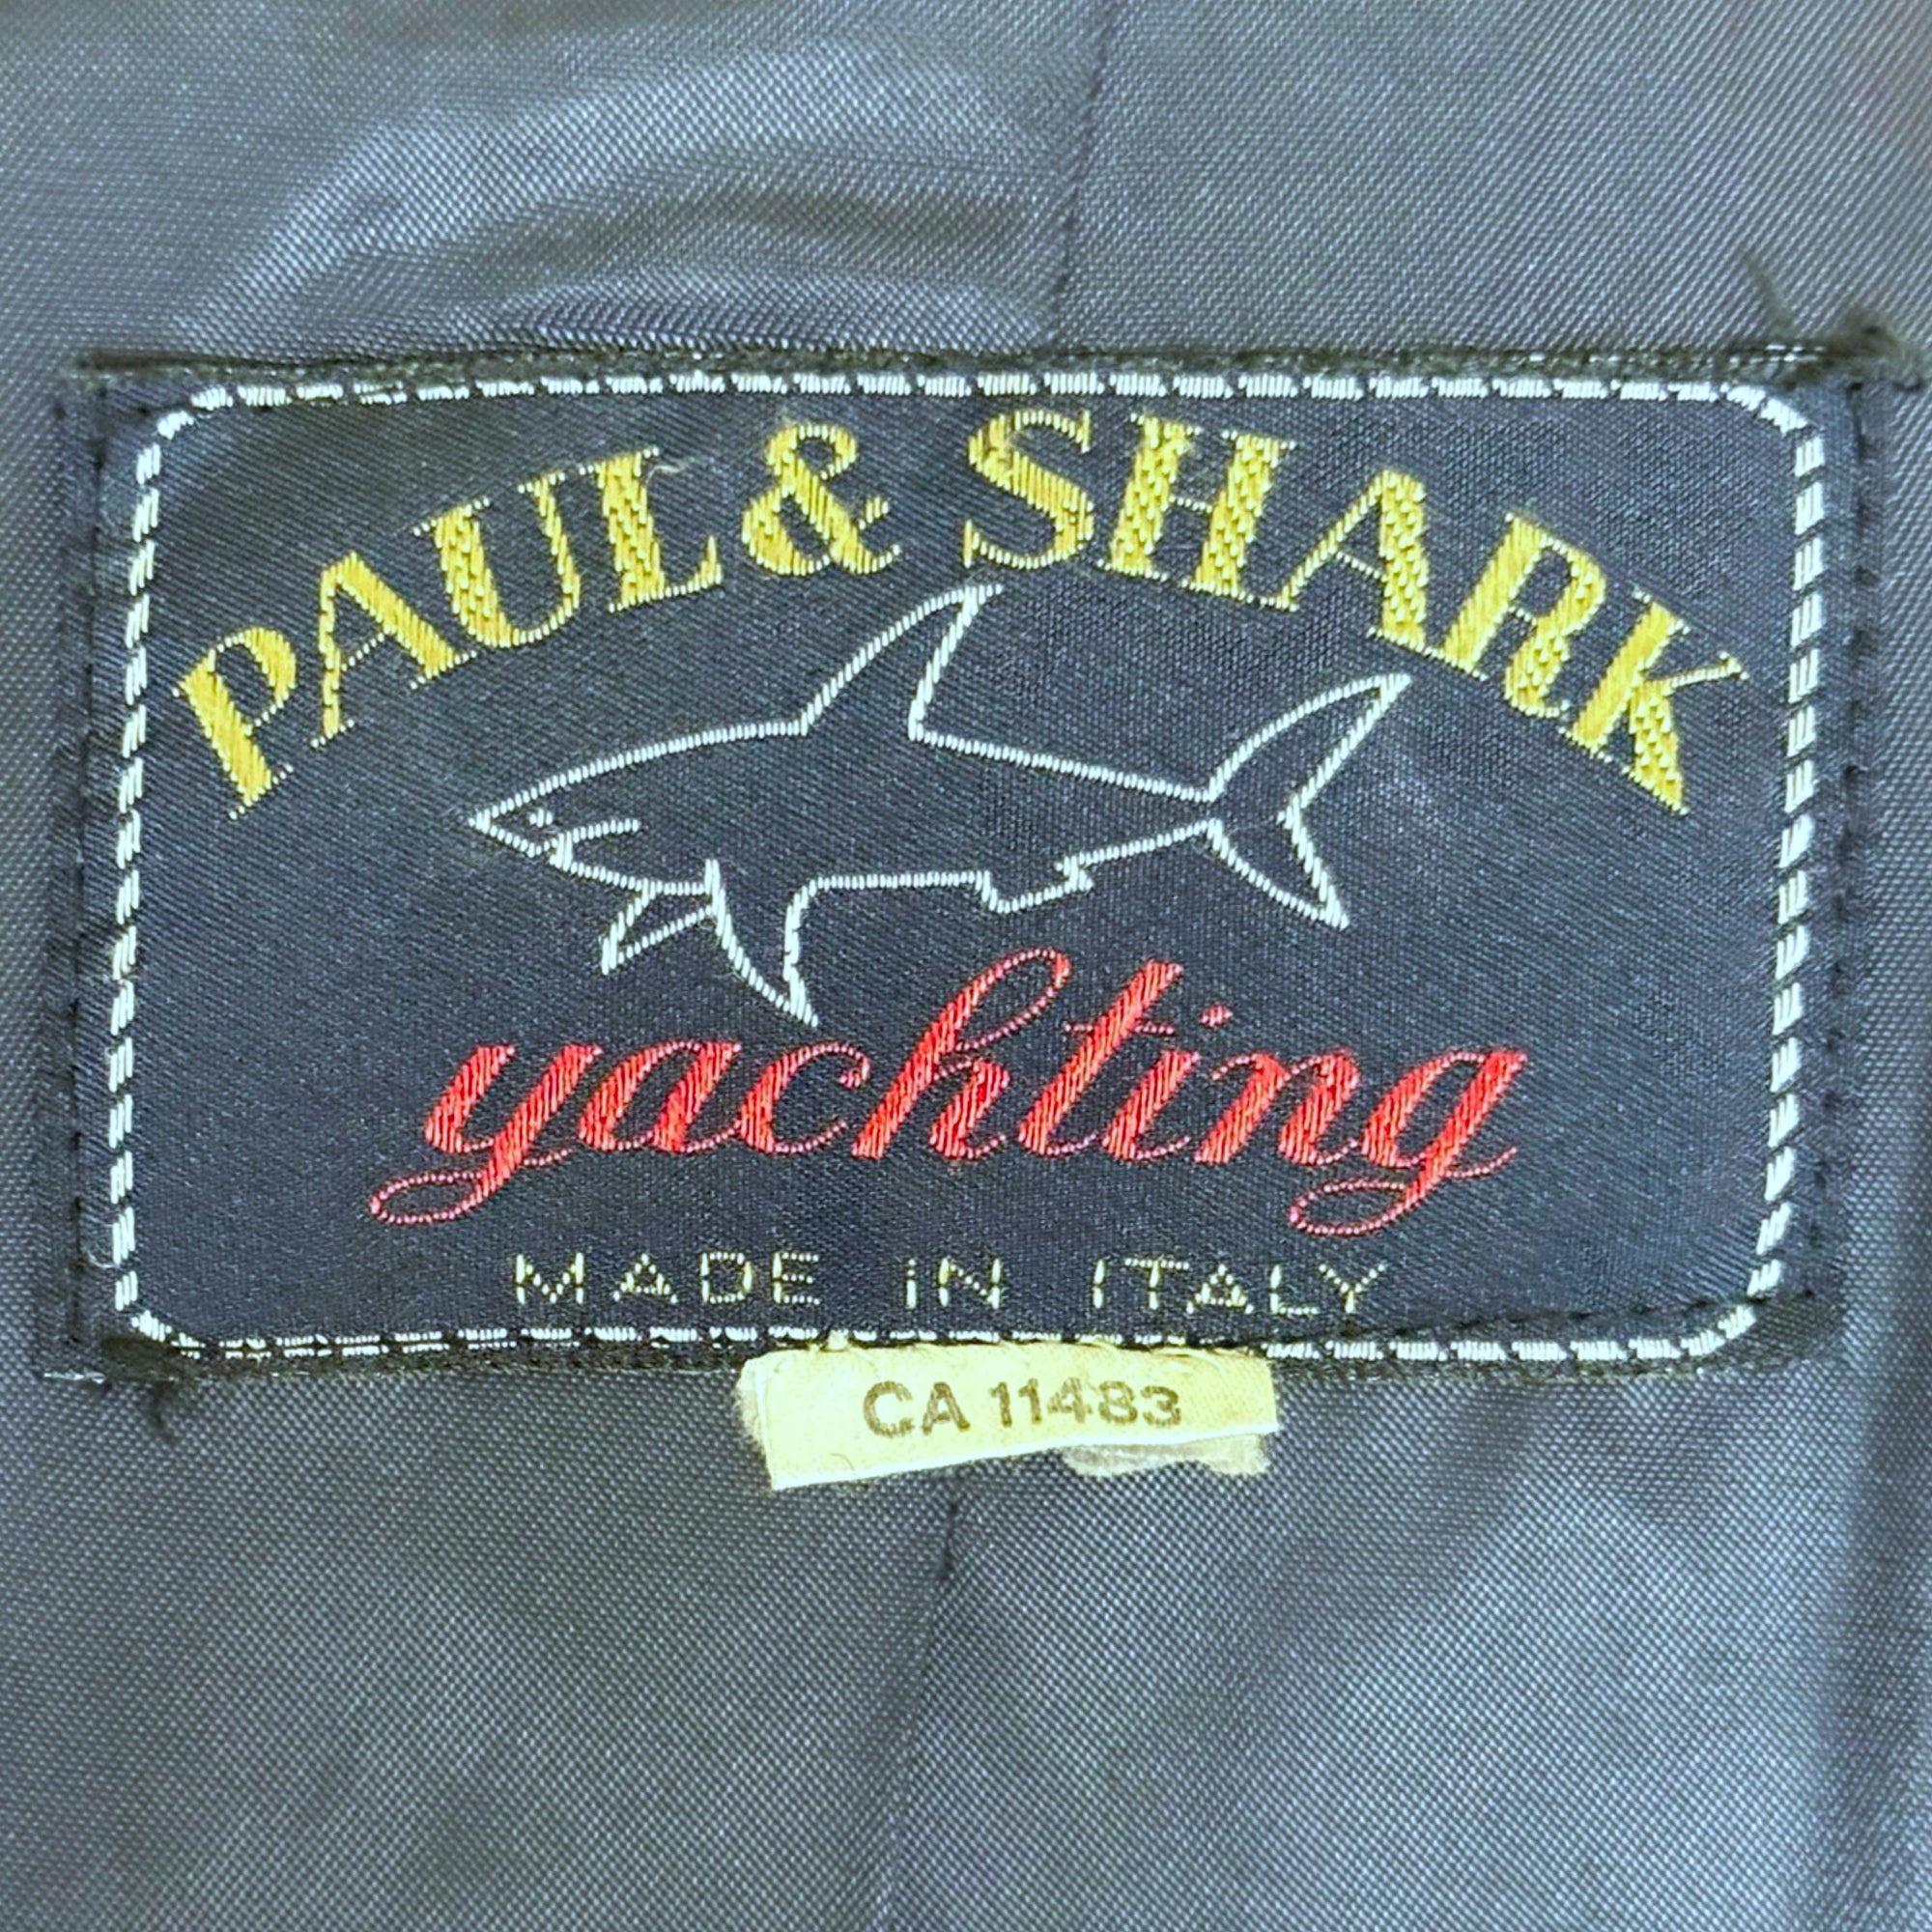 PAUL & SHARK
yachting
MADE iN ITALY
CA 11483